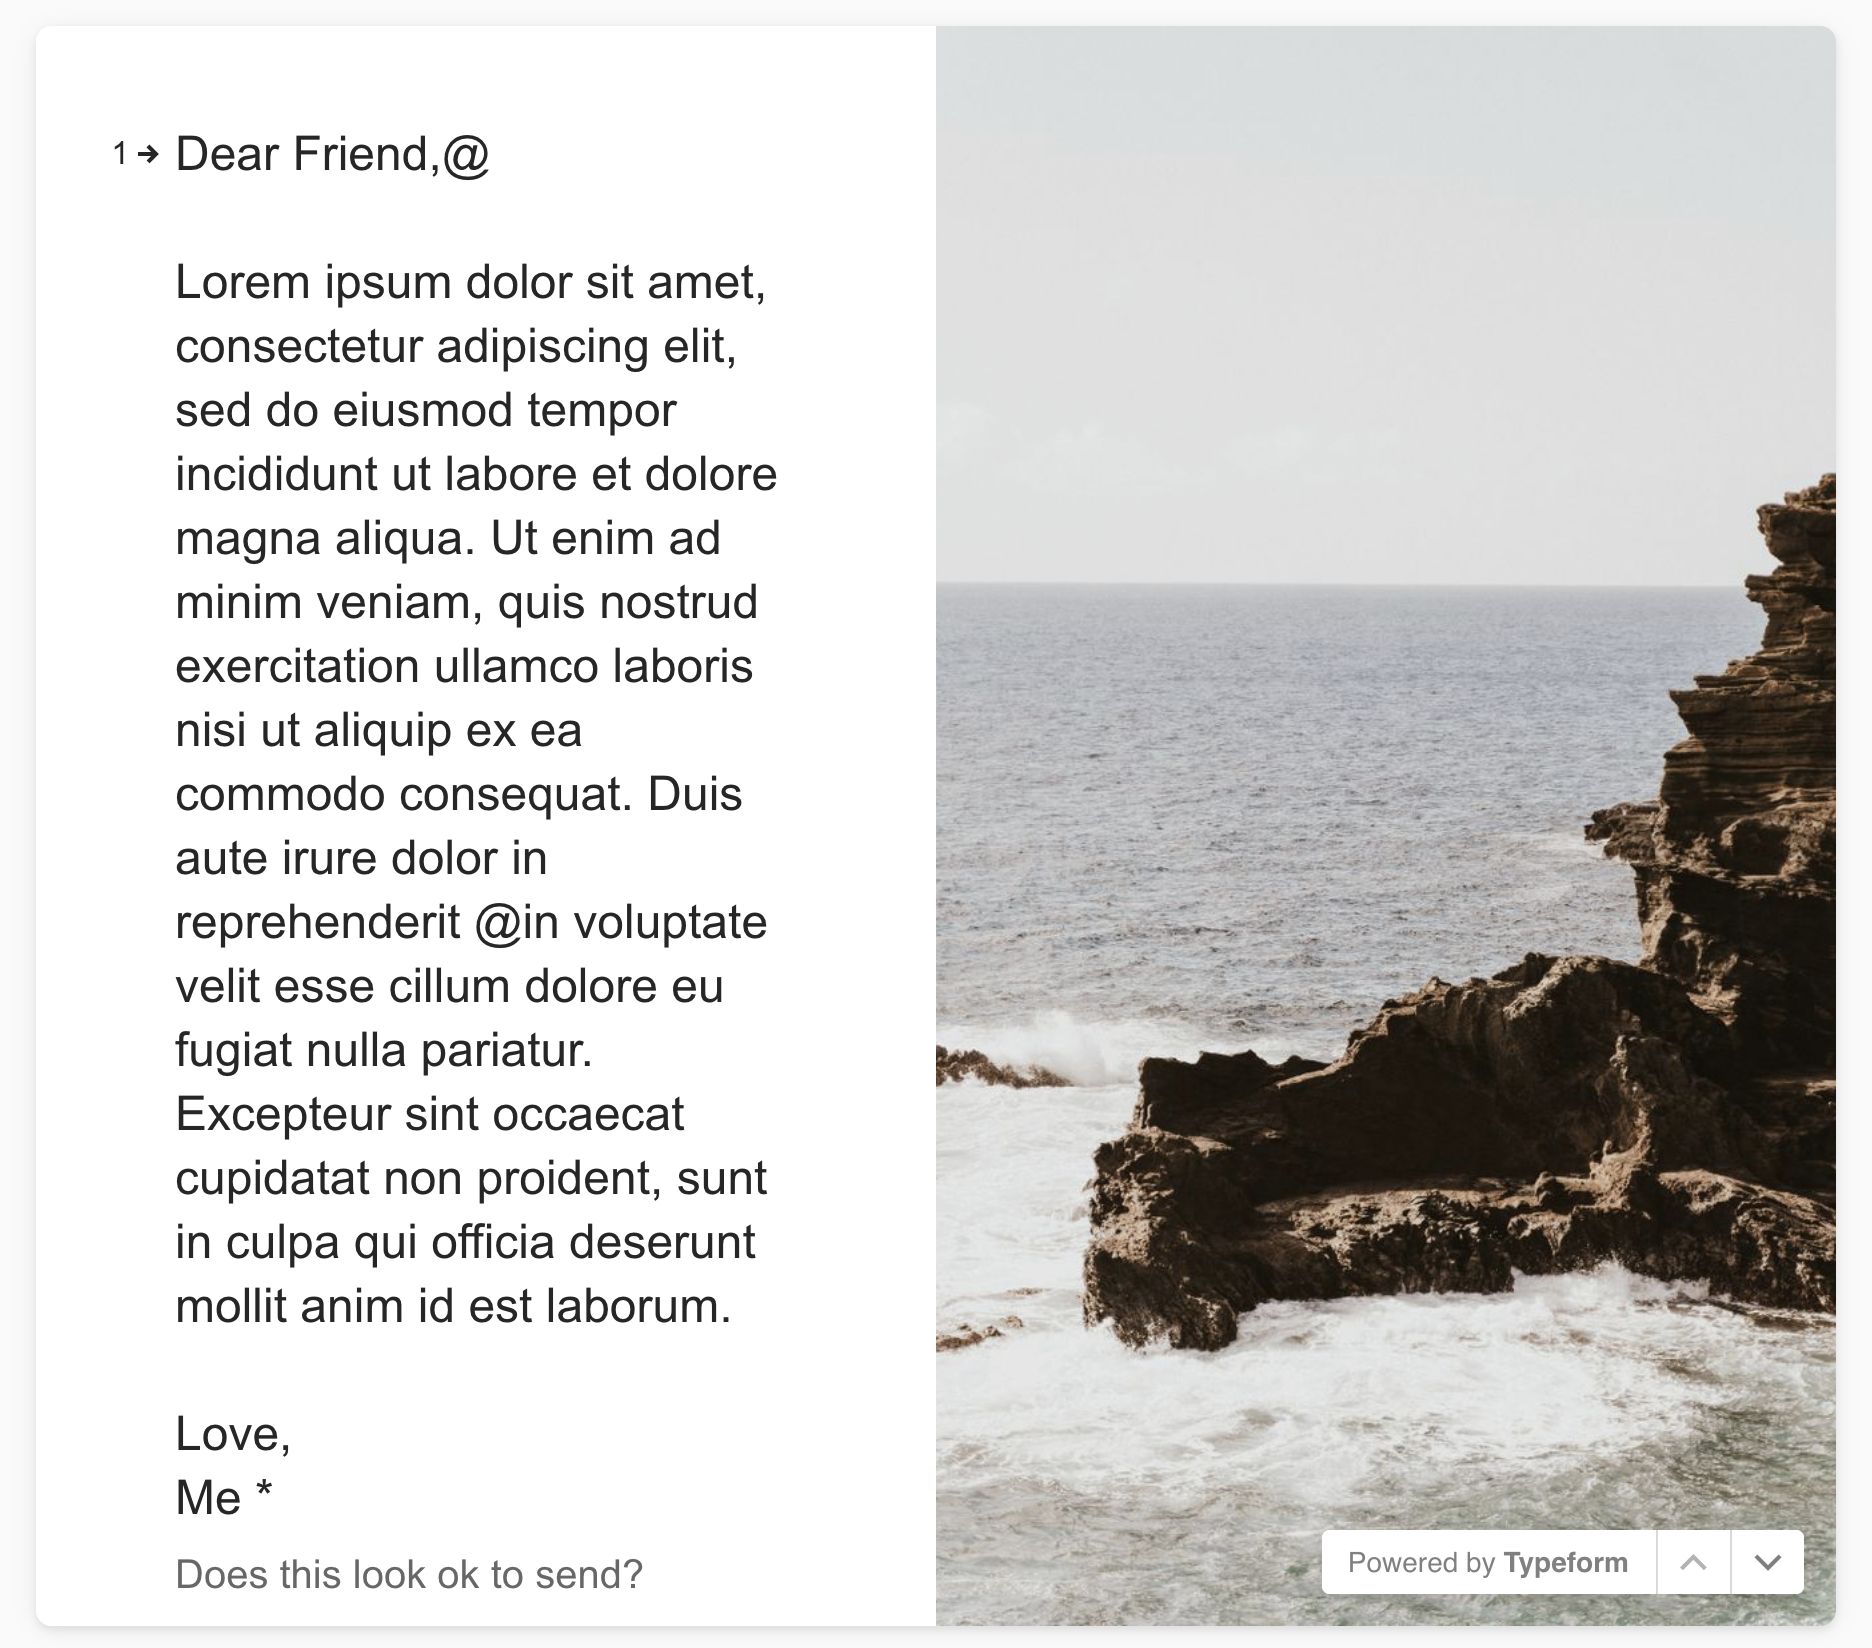 1 → Dear Friend,@
Lorem ipsum dolor sit amet,
consectetur adipiscing elit,
sed do eiusmod tempor
incididunt ut labore et dolore
magna aliqua. Ut enim ad
minim veniam, quis nostrud
exercitation ullamco laboris
nisi ut aliquip ex ea
commodo consequat. Duis
aute irure dolor in
reprehenderit @in voluptate
velit esse cillum dolore eu
fugiat nulla pariatur.
Excepteur sint occaecat
cupidatat non proident, sunt
in culpa qui officia deserunt
mollit anim id est laborum.
Love,
Me *
Does this look ok to send?
Powered by Typeform